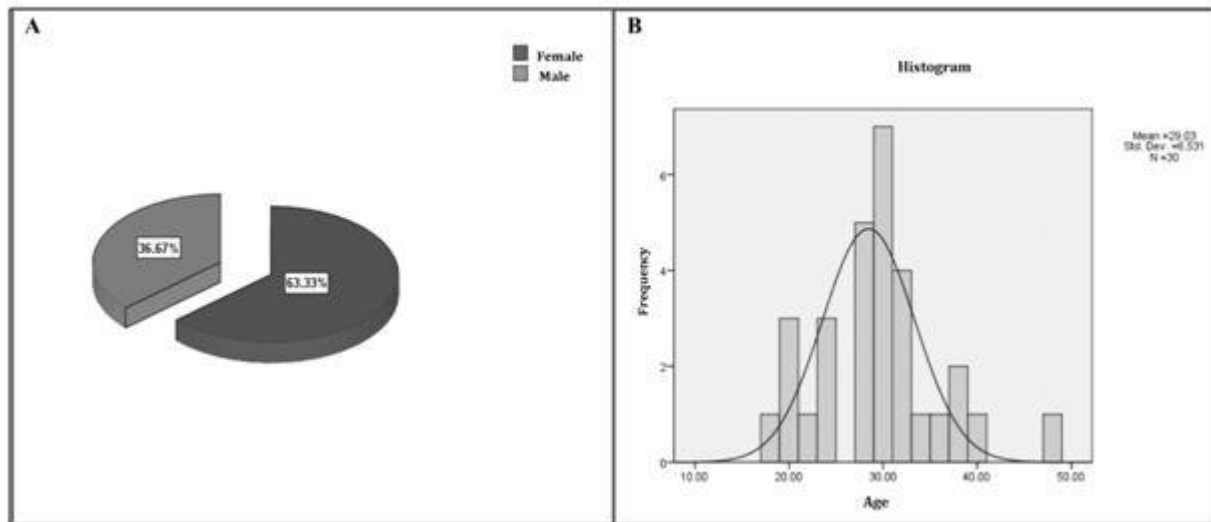 A
Female
Male
36.67%
63.33%
B
Histogram
Mean =29.03
Std. Dev. =6.531
N =30
Frequency
6
4
2
0
10.00 20.00 30.00 40.00 50.00
Age